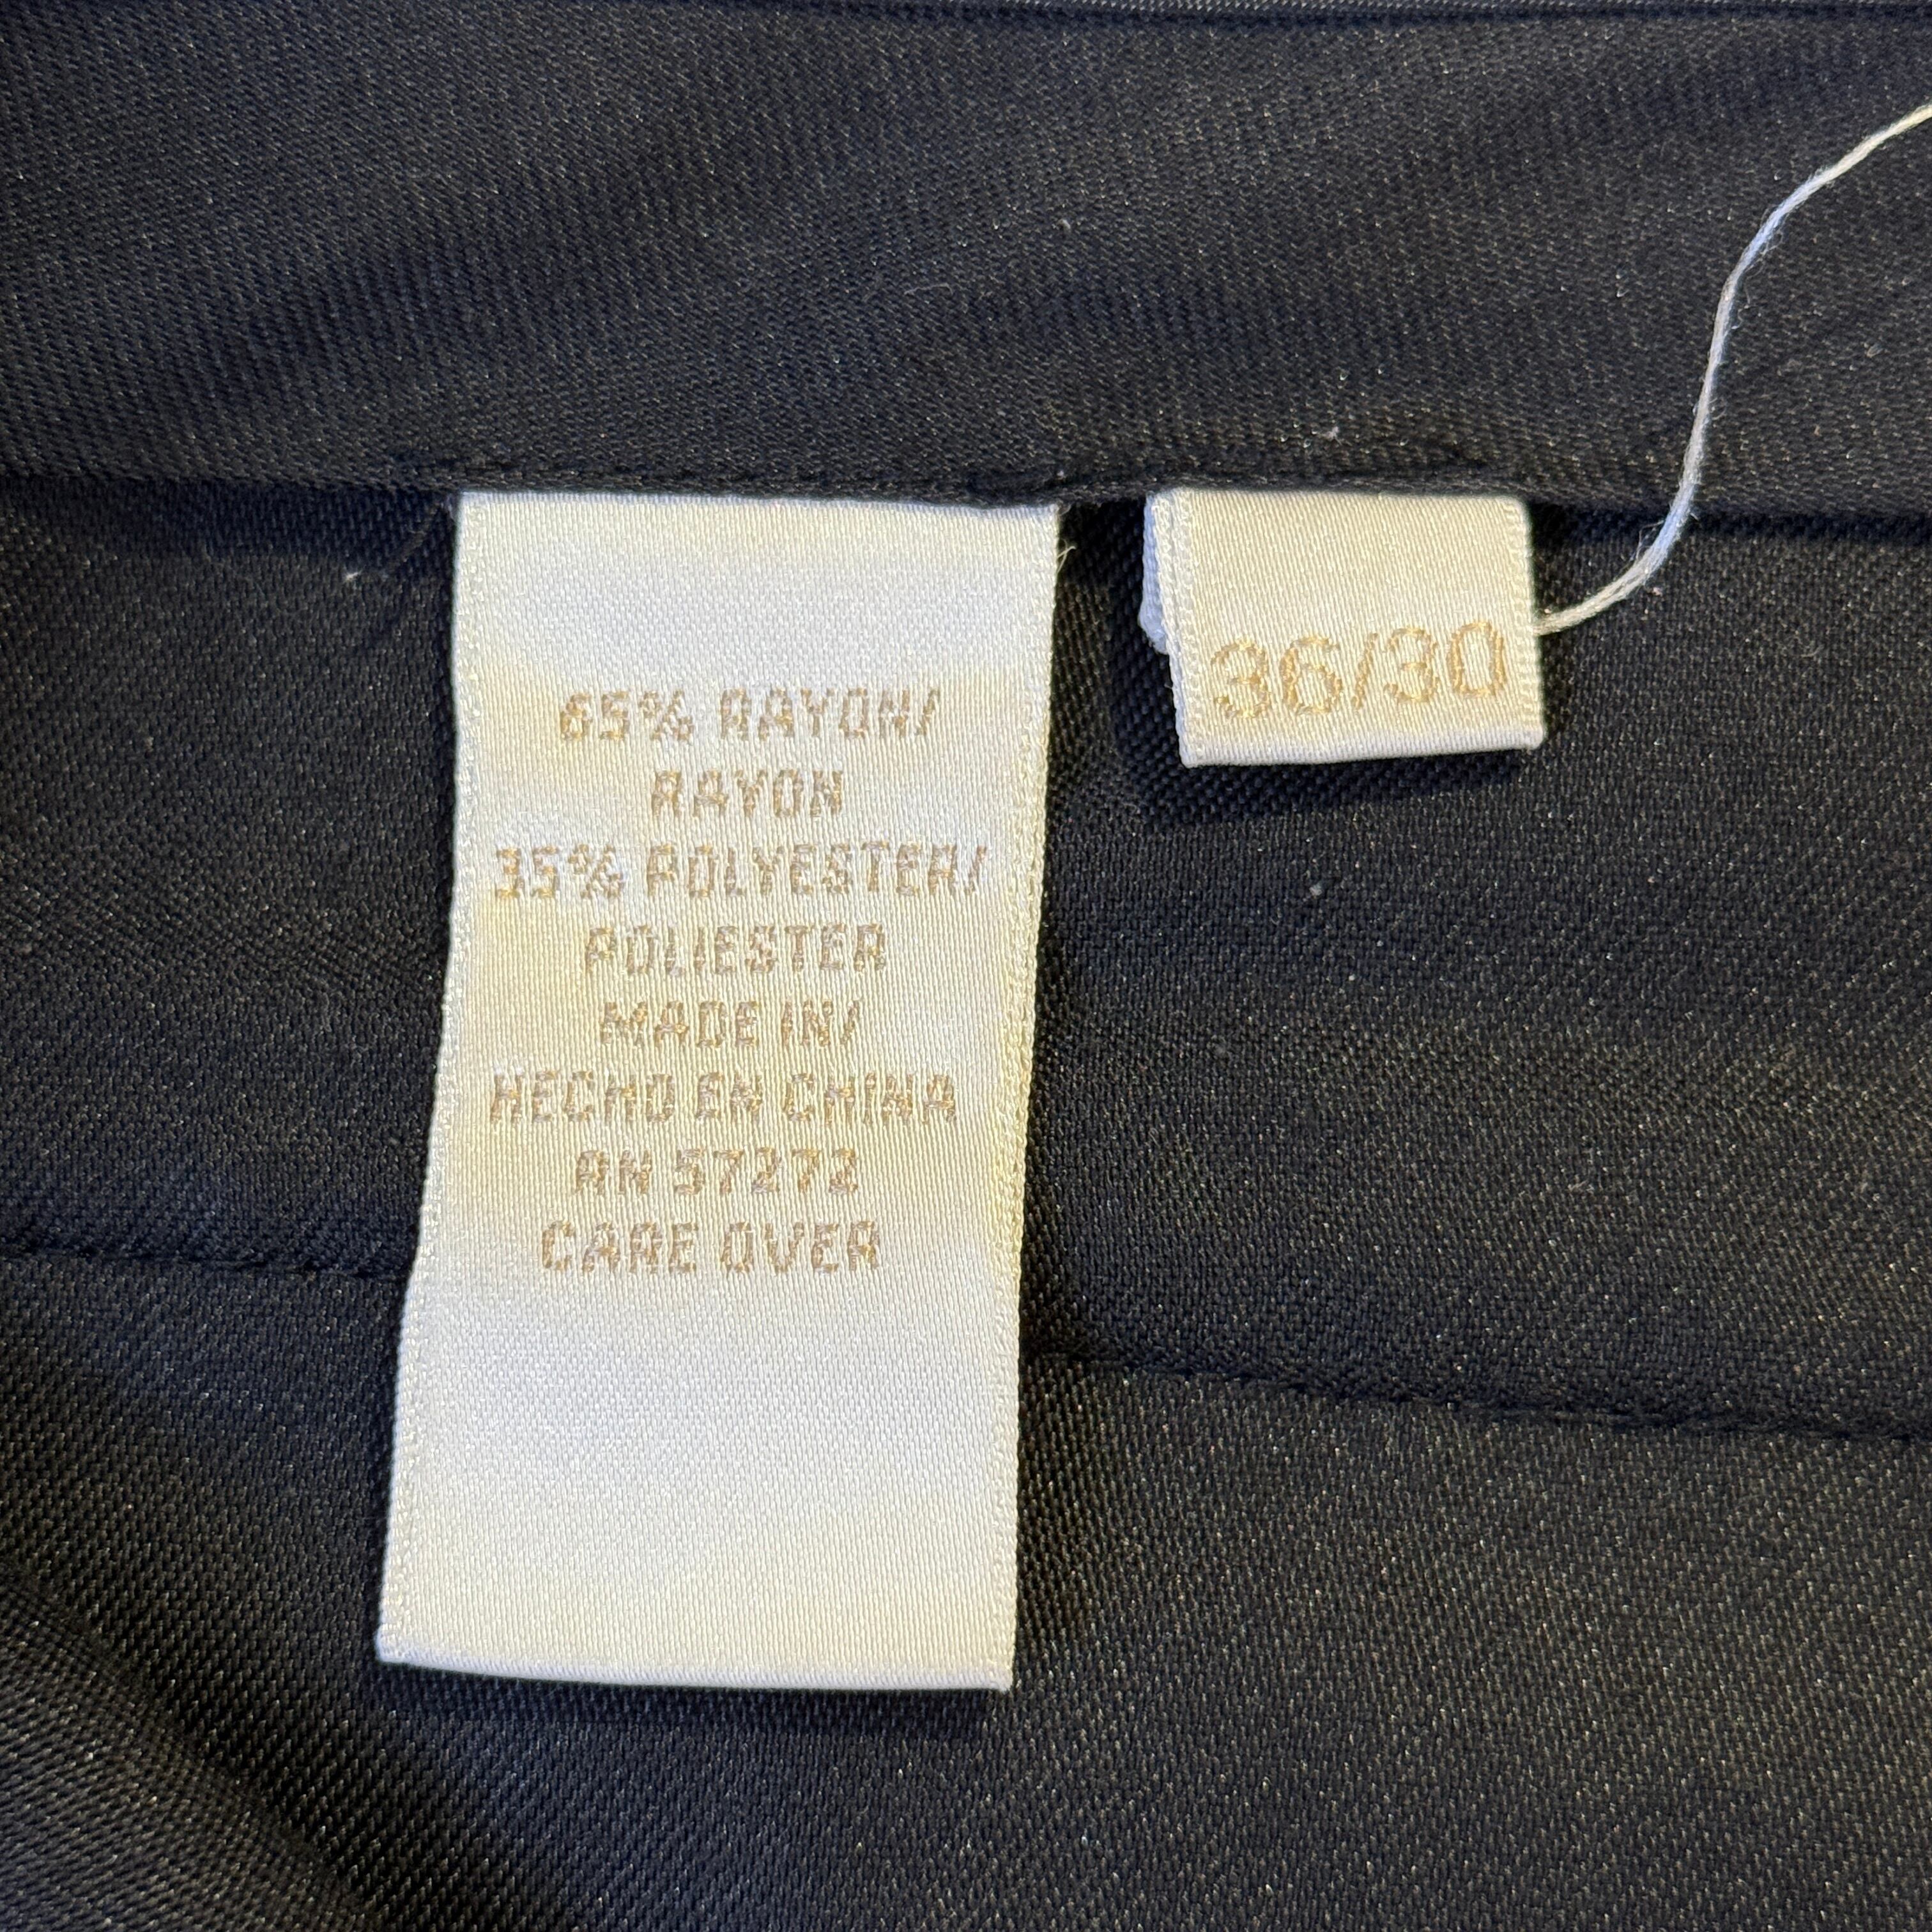 65% RAYON/
RAYON
35% POLYESTER/
POLIESTER
MADE IN/
HECHO EN CHINA
RN 57272
CARE OVER
36/30